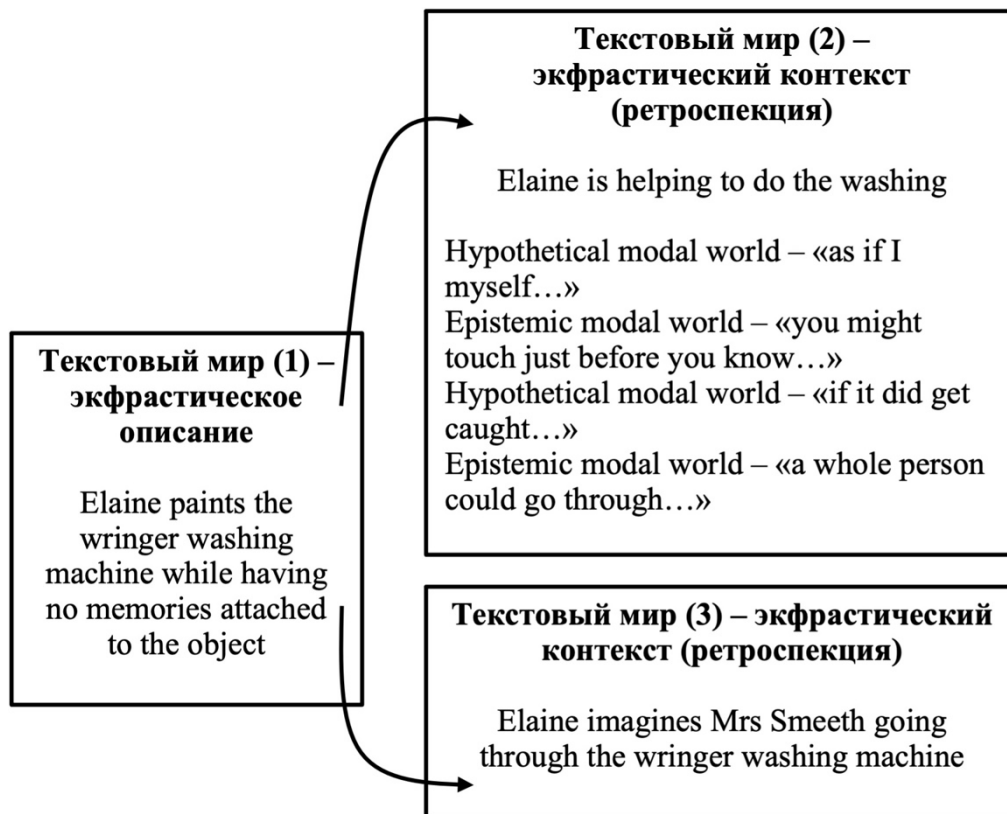 Текстовый мир (1) –
экфрастическое
описание
Elaine paints the
wringer washing
machine while having
no memories attached
to the object
Текстовый мир (2) –
экфрастический контекст
(ретроспекция)
Elaine is helping to do the washing
Hypothetical modal world – «as if I
myself…»
Epistemic modal world – «you might
touch just before you know…»
Hypothetical modal world – «if it did get
caught…»
Epistemic modal world – «a whole person
could go through…»
Текстовый мир (3) – экфрастический
контекст (ретроспекция)
Elaine imagines Mrs Smeeth going
through the wringer washing machine